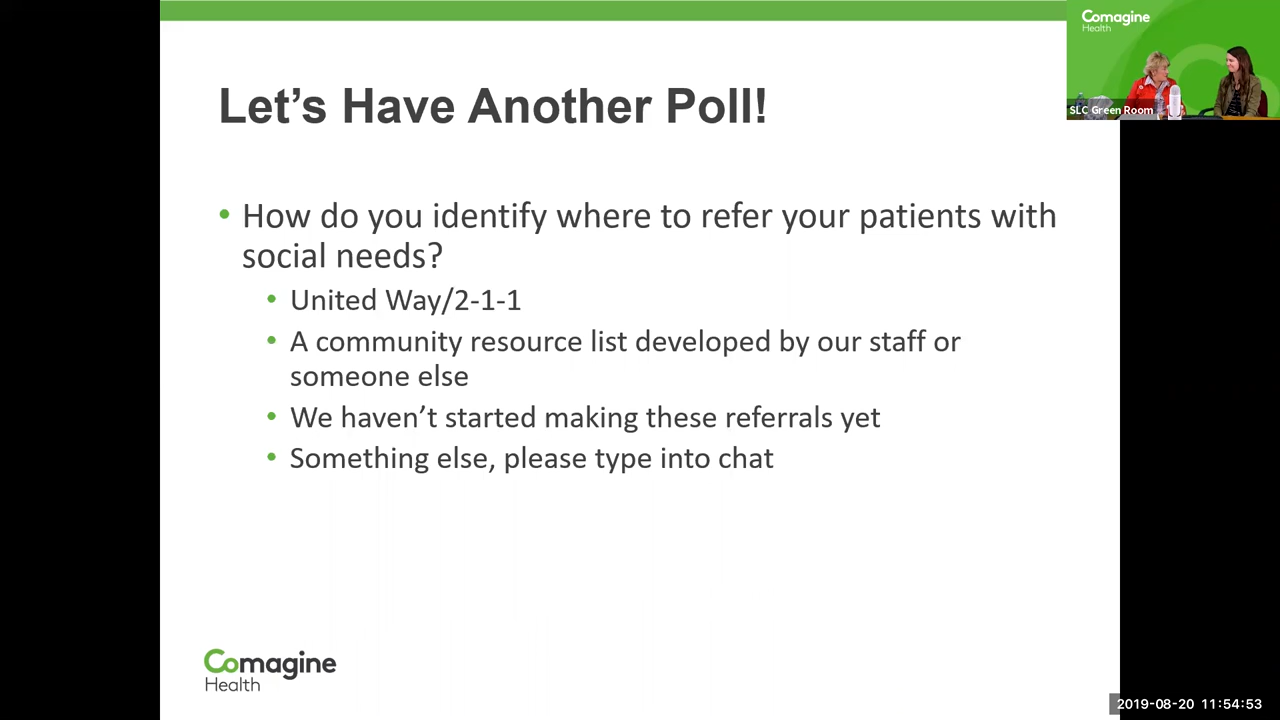 Comagine
Health
SLC Green Room
Let's Have Another Poll!
• How do you identify where to refer your patients with
social needs?
• United Way/2-1-1
• A community resource list developed by our staff or
someone else
• We haven't started making these referrals yet
• Something else, please type into chat
Comagine
Health
2019-08-20 11:54:53